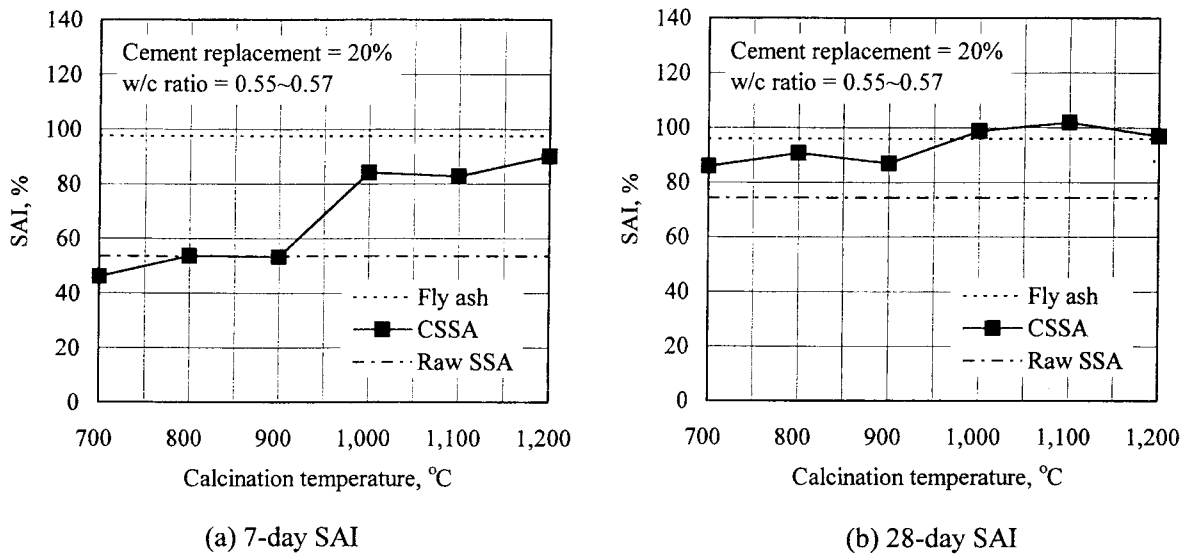 140
120
100
80
60
40
20
0
SAI, %
Cement replacement = 20%
w/c ratio = 0.55~0.57
Fly ash
CSSA
Raw SSA
700 800 900 1,000 1,100 1,200
Calcination temperature, °C
(a) 7-day SAI
140
120
100
80
60
40
20
0
SAI, %
Cement replacement = 20%
w/c ratio = 0.55~0.57
Fly ash
CSSA
Raw SSA
700 800 900 1,000 1,100 1,200
Calcination temperature, °C
(b) 28-day SAI